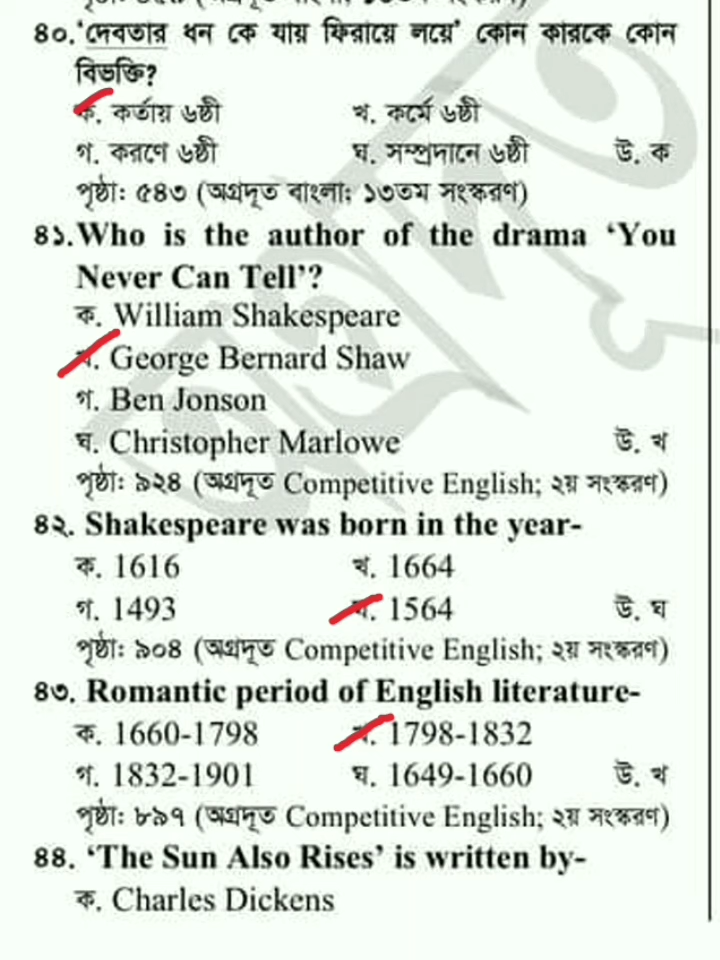 ৪০.‘দেবতার ধন কে যায় ফিরায়ে লয়ে’ কোন কারকে কোন
বিভক্তি?
ক. কর্তায় ৬ষ্ঠী খ. কর্মে ৬ষ্ঠী
গ. করণে ৬ষ্ঠী ঘ. সম্প্রদানে ৬ষ্ঠী উ. ক
পৃষ্ঠা: ৫৪৩ (অগ্রদূত বাংলা; ১৩তম সংস্করণ)
৪১.Who is the author of the drama ‘You
Never Can Tell’?
ক. William Shakespeare
খ. George Bernard Shaw
গ. Ben Jonson
ঘ. Christopher Marlowe উ. খ
পৃষ্ঠা: ৯২৪ (অগ্রদূত Competitive English; ২য় সংস্করণ)
৪২. Shakespeare was born in the year-
ক. 1616 খ. 1664
গ. 1493 ঘ. 1564 উ. ঘ
পৃষ্ঠা: ৯০৪ (অগ্রদূত Competitive English; ২য় সংস্করণ)
৪৩. Romantic period of English literature-
ক. 1660-1798 খ. 1798-1832
গ. 1832-1901 ঘ. 1649-1660 উ. খ
পৃষ্ঠা: ৮৯৭ (অগ্রদূত Competitive English; ২য় সংস্করণ)
৪৪. ‘The Sun Also Rises’ is written by-
ক. Charles Dickens